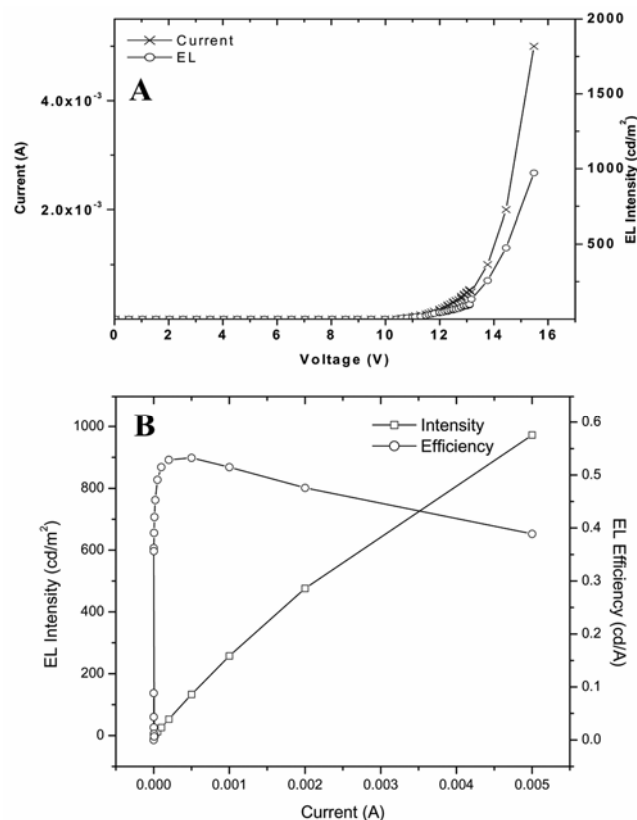 2000
Current
EL
A
1500
4.0x10⁻³
Current (A)
EL Intensity (cd/m²)
1000
2.0x10⁻³
500
0 2 4 6 8 10 12 14 16
Voltage (V)
B
Intensity
Efficiency
1000
800
600
400
200
0
EL Intensity (cd/m²)
0.6
0.5
0.4
0.3
0.2
0.1
0.0
EL Efficiency (cd/A)
0.000 0.001 0.002 0.003 0.004 0.005
Current (A)